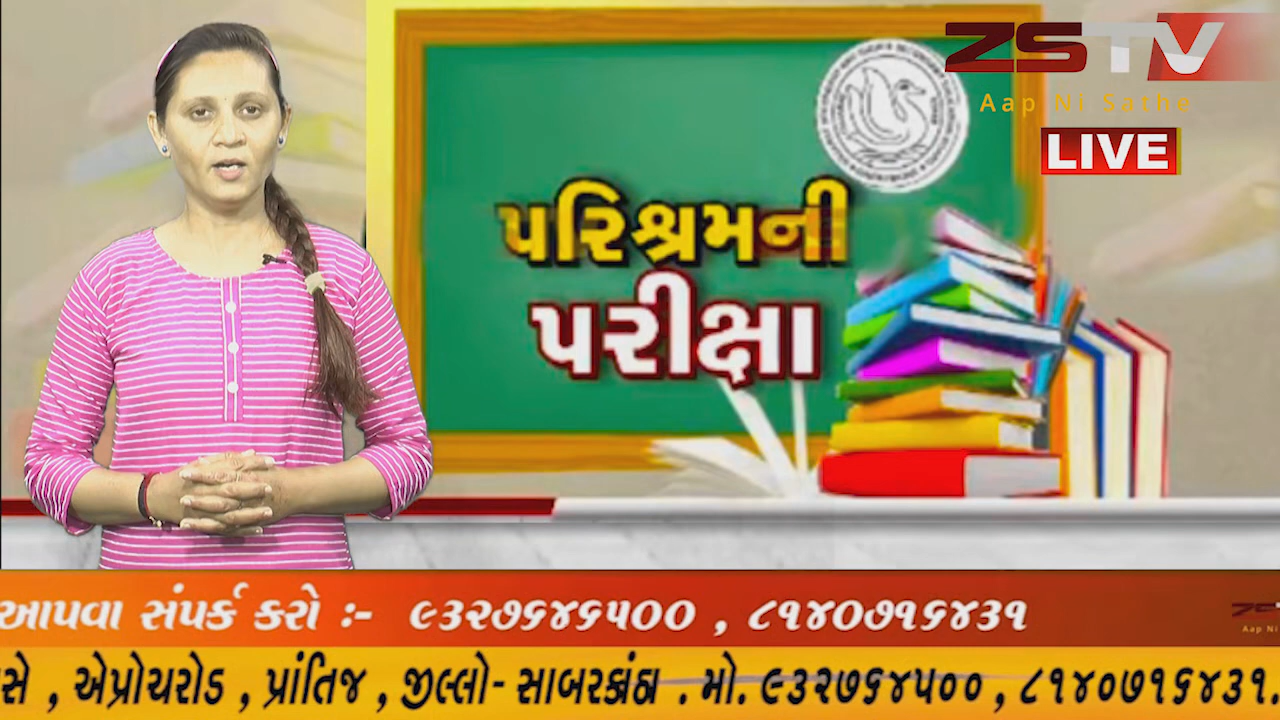 ZSTV
Aap Ni Sathe
LIVE
પરિશ્રમની
પરીક્ષા
આપવા સંપર્ક કરો :- ૯૩૨૭૬૪૬૫૦૦ , ૮૧૪૦૭૧૬૪૩૧
સે , એપ્રોચરોડ , પ્રાંતિજ , જીલ્લો- સાબરકાંઠા . મો. ૯૩૨૭૬૪૫૦૦ , ૮૧૪૦૭૧૬૪૩૧.